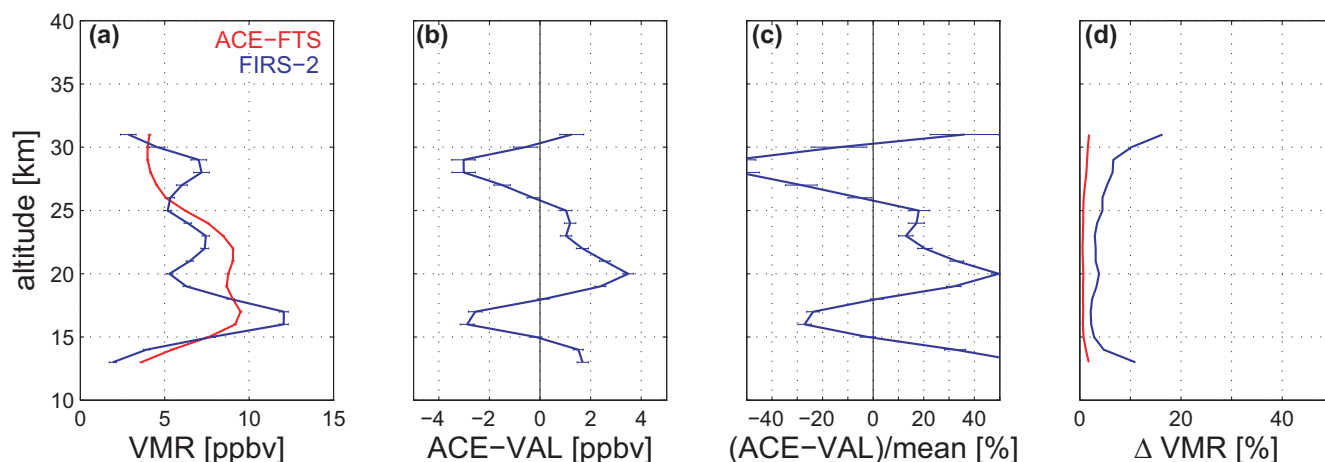 (a)
ACE−FTS
FIRS−2
(b)
(c)
(d)
altitude [km]
40
35
30
25
20
15
10
0 5 10 15
VMR [ppbv]
−4 −2 0 2 4
ACE−VAL [ppbv]
−40 −20 0 20 40
(ACE−VAL)/mean [%]
0 20 40
Δ VMR [%]